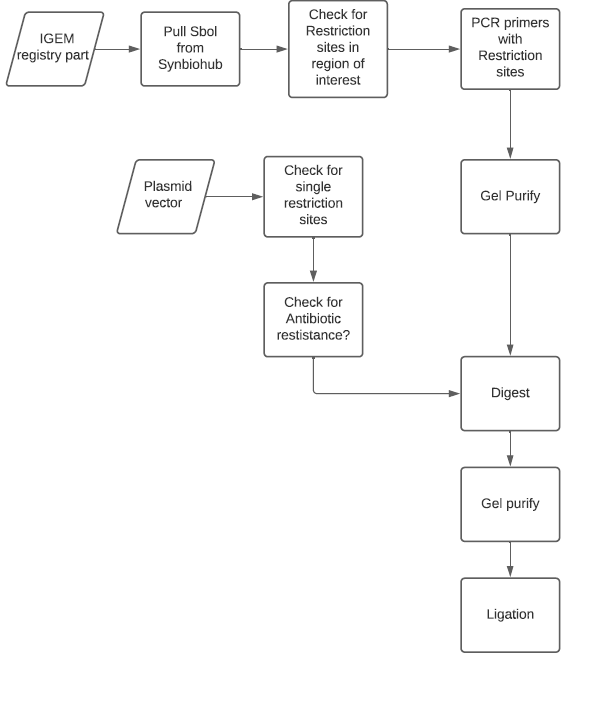 IGEM
registry part
Pull Sbol
from
Synbiohub
Check for
Restriction
sites in
region of
interest
PCR primers
with
Restriction
sites
Plasmid
vector
Check for
single
restriction
sites
Gel Purify
Check for
Antibiotic
restistance?
Digest
Gel purify
Ligation